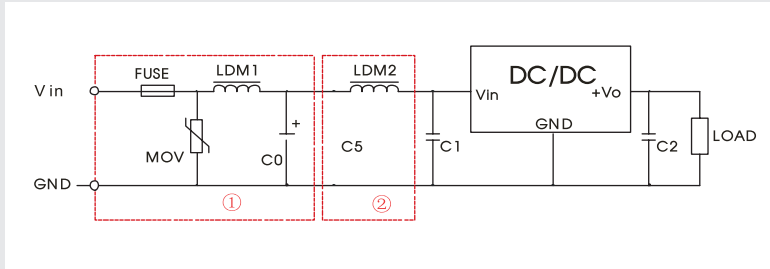 FUSE
LDM1
LDM2
DC/DC
Vin
Vin
+Vo
GND
MOV
+
C0
C5
C1
C2
LOAD
GND
①
②